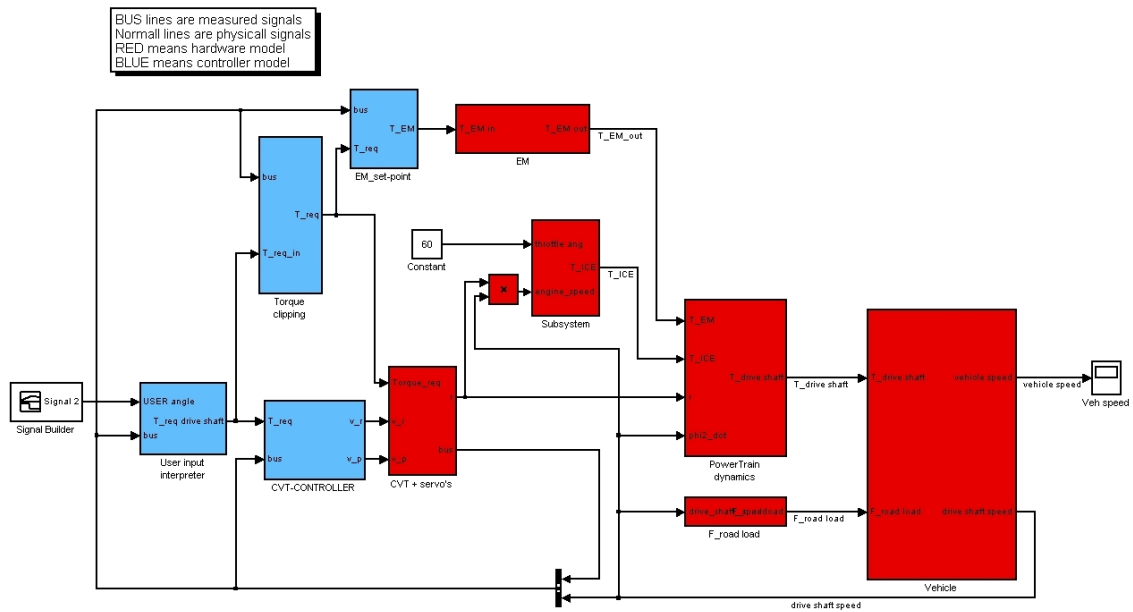 BUS lines are measured signals
Normall lines are physicall signals
RED means hardware model
BLUE means controller model
bus
T_EM
T_req
EM_set-point
T_EM in
T_EM out
EM
T_EM_out
bus
T_req
T_req_in
Torque
clipping
60
Constant
throttle ang
T_ICE
engine_speed
Subsystem
T_ICE
×
Signal 2
Signal Builder
USER angle
T_req drive shaft
bus
User input
interpreter
T_req
v_r
bus
v_p
CVT-CONTROLLER
Torque_req
r
v_r
bus
v_p
CVT + servo's
T_EM
T_ICE
T_drive shaft
r
phi2_dot
PowerTrain
dynamics
T_drive shaft
drive_shaft
F_road load
F_road load
T_drive shaft
vehicle speed
F_road load
drive shaft speed
Vehicle
vehicle speed
Veh speed
drive shaft speed